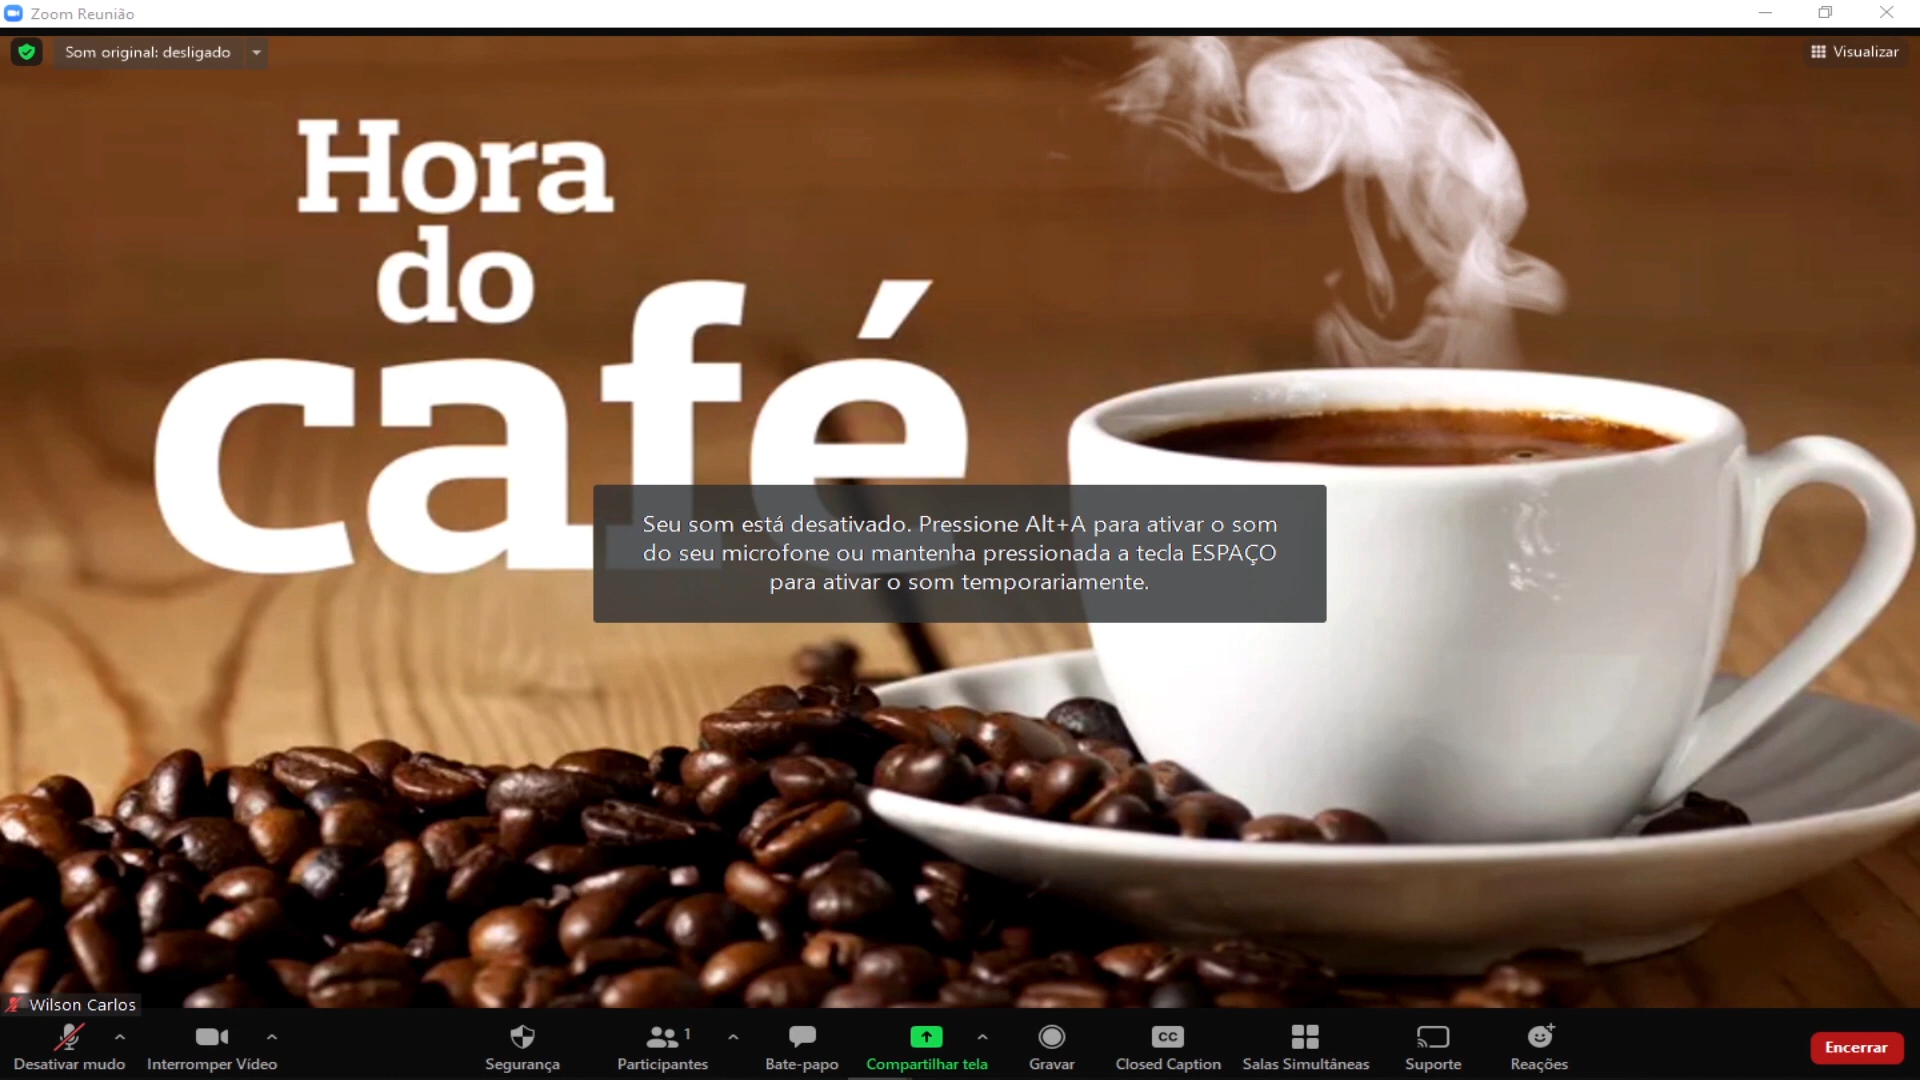 Zoom Reunião
Som original: desligado
Visualizar
Hora
do
café
Seu som está desativado. Pressione Alt+A para ativar o som
do seu microfone ou mantenha pressionada a tecla ESPAÇO
para ativar o som temporariamente.
Wilson Carlos
Desativar mudo
Interromper Vídeo
Segurança
Participantes
1
Bate-papo
Compartilhar tela
Gravar
CC
Closed Caption
Salas Simultâneas
Suporte
Reações
Encerrar